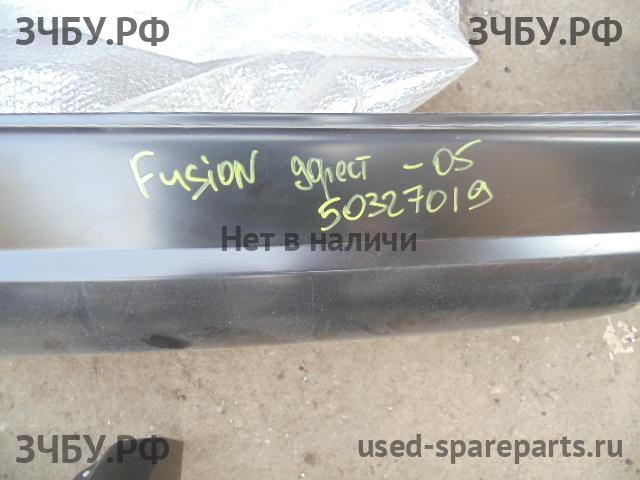 ЗЧБУ.РФ ЗЧБУ.РФ
Fusion дорест - 05
50327019
Нет в наличи
ЗЧБУ.РФ used-spareparts.ru